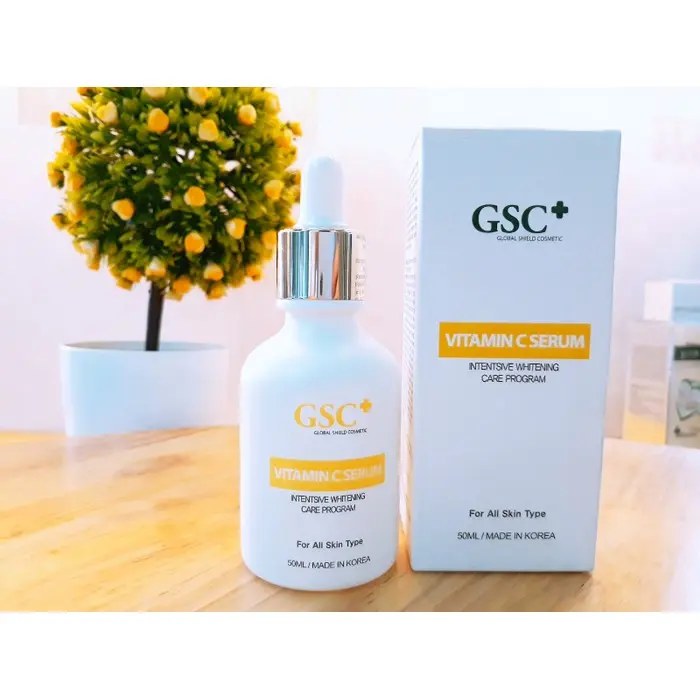 GSC+
GLOBAL SHIELD COSMETIC
VITAMIN C SERUM
INTENTSIVE WHITENING
CARE PROGRAM
For All Skin Type
50ML / MADE IN KOREA
GSC+
GLOBAL SHIELD COSMETIC
VITAMIN C SERUM
INTENTSIVE WHITENING
CARE PROGRAM
For All Skin Type
50ML / MADE IN KOREA